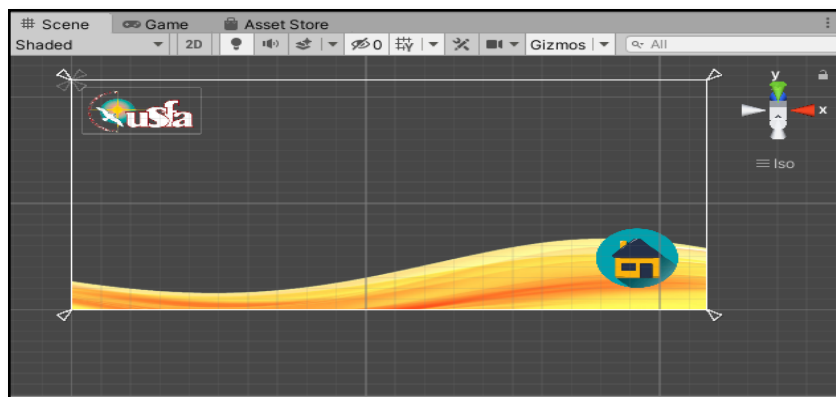 Scene Game Asset Store
Shaded 2D 0 Gizmos All
usfa
y
x
Iso